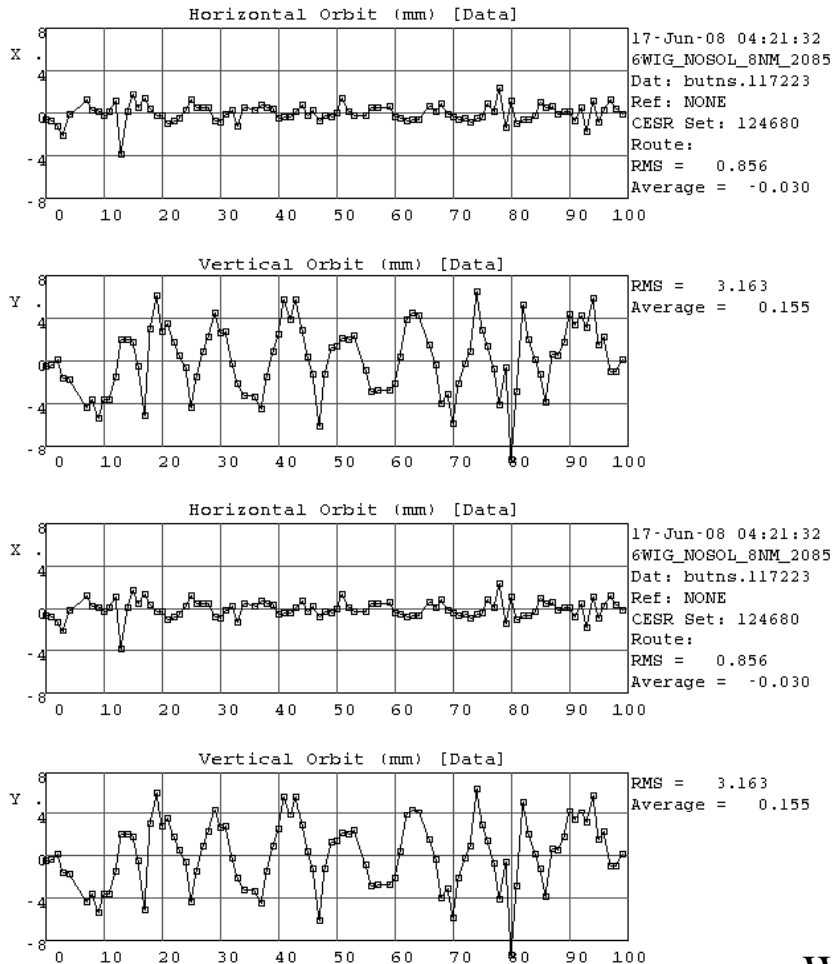 Horizontal Orbit (mm) [Data]
8
X .
4
0
-4
-8
0 10 20 30 40 50 60 70 80 90 100
17-Jun-08 04:21:32
6WIG_NOSOL_8NM_2085
Dat: butns.117223
Ref: NONE
CESR Set: 124680
Route:
RMS = 0.856
Average = -0.030
Vertical Orbit (mm) [Data]
8
Y .
4
0
-4
-8
0 10 20 30 40 50 60 70 80 90 100
RMS = 3.163
Average = 0.155
Horizontal Orbit (mm) [Data]
8
X .
4
0
-4
-8
0 10 20 30 40 50 60 70 80 90 100
17-Jun-08 04:21:32
6WIG_NOSOL_8NM_2085
Dat: butns.117223
Ref: NONE
CESR Set: 124680
Route:
RMS = 0.856
Average = -0.030
Vertical Orbit (mm) [Data]
8
Y .
4
0
-4
-8
0 10 20 30 40 50 60 70 80 90 100
RMS = 3.163
Average = 0.155